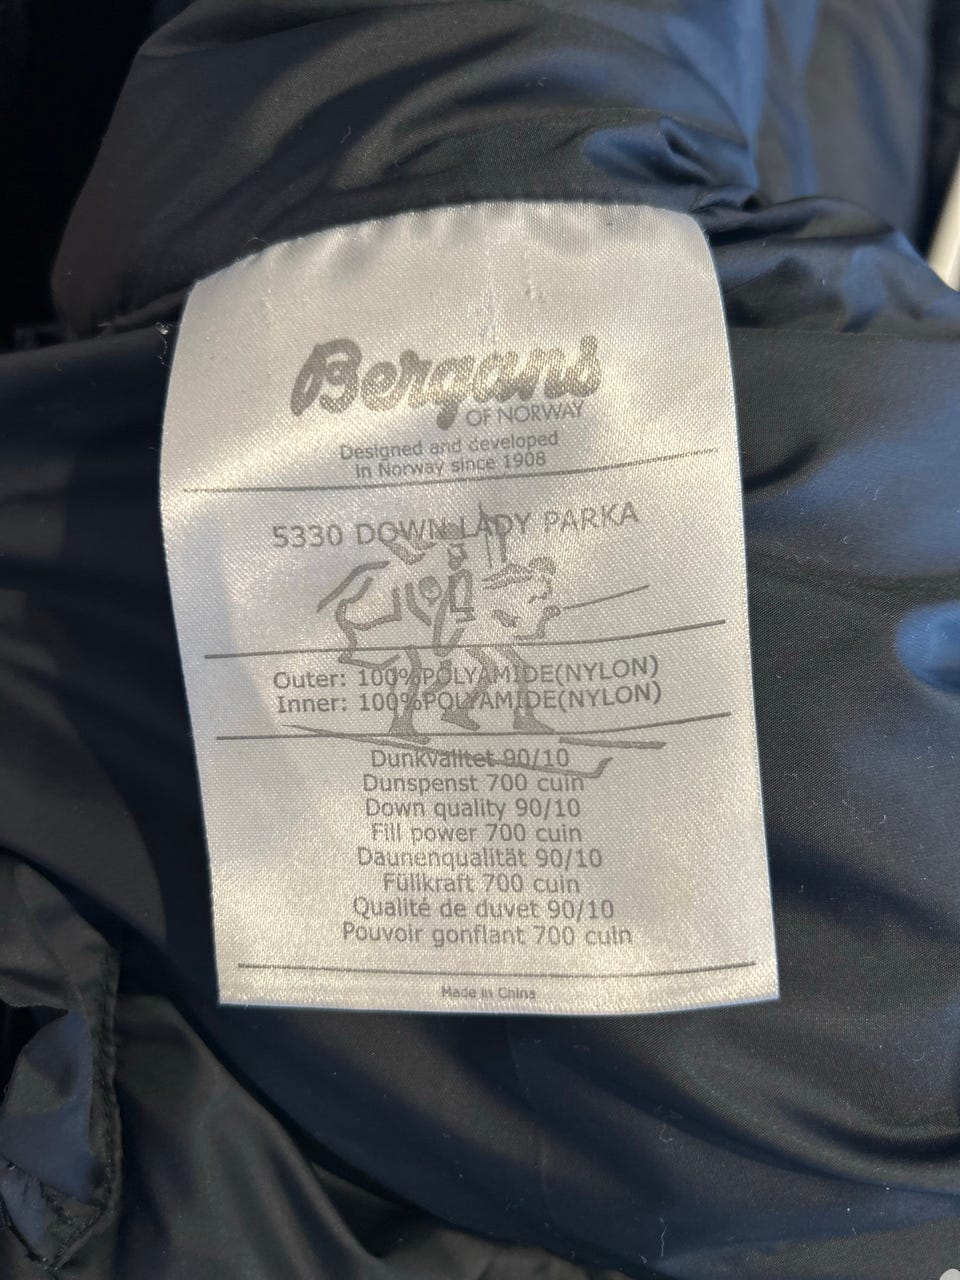 Bergans
OF NORWAY
Designed and developed
in Norway since 1908
5330 DOWN LADY PARKA
Outer: 100%POLYAMIDE(NYLON)
Inner: 100%POLYAMIDE(NYLON)
Dunkvalitet 90/10
Dunspenst 700 cuin
Down quality 90/10
Fill power 700 cuin
Daunenqualität 90/10
Füllkraft 700 cuin
Qualité de duvet 90/10
Pouvoir gonflant 700 cuin
Made in China